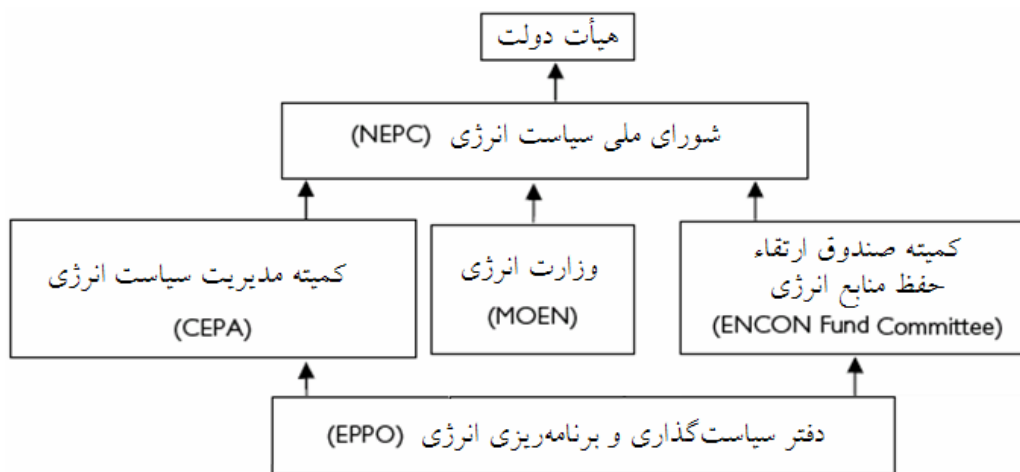 هیأت دولت
شورای ملی سیاست انرژی (NEPC)
کمیته صندوق ارتقاء
حفظ منابع انرژی
(ENCON Fund Committee)
وزارت انرژی
(MOEN)
کمیته مدیریت سیاست انرژی
(CEPA)
دفتر سیاست‌گذاری و برنامه‌ریزی انرژی (EPPO)